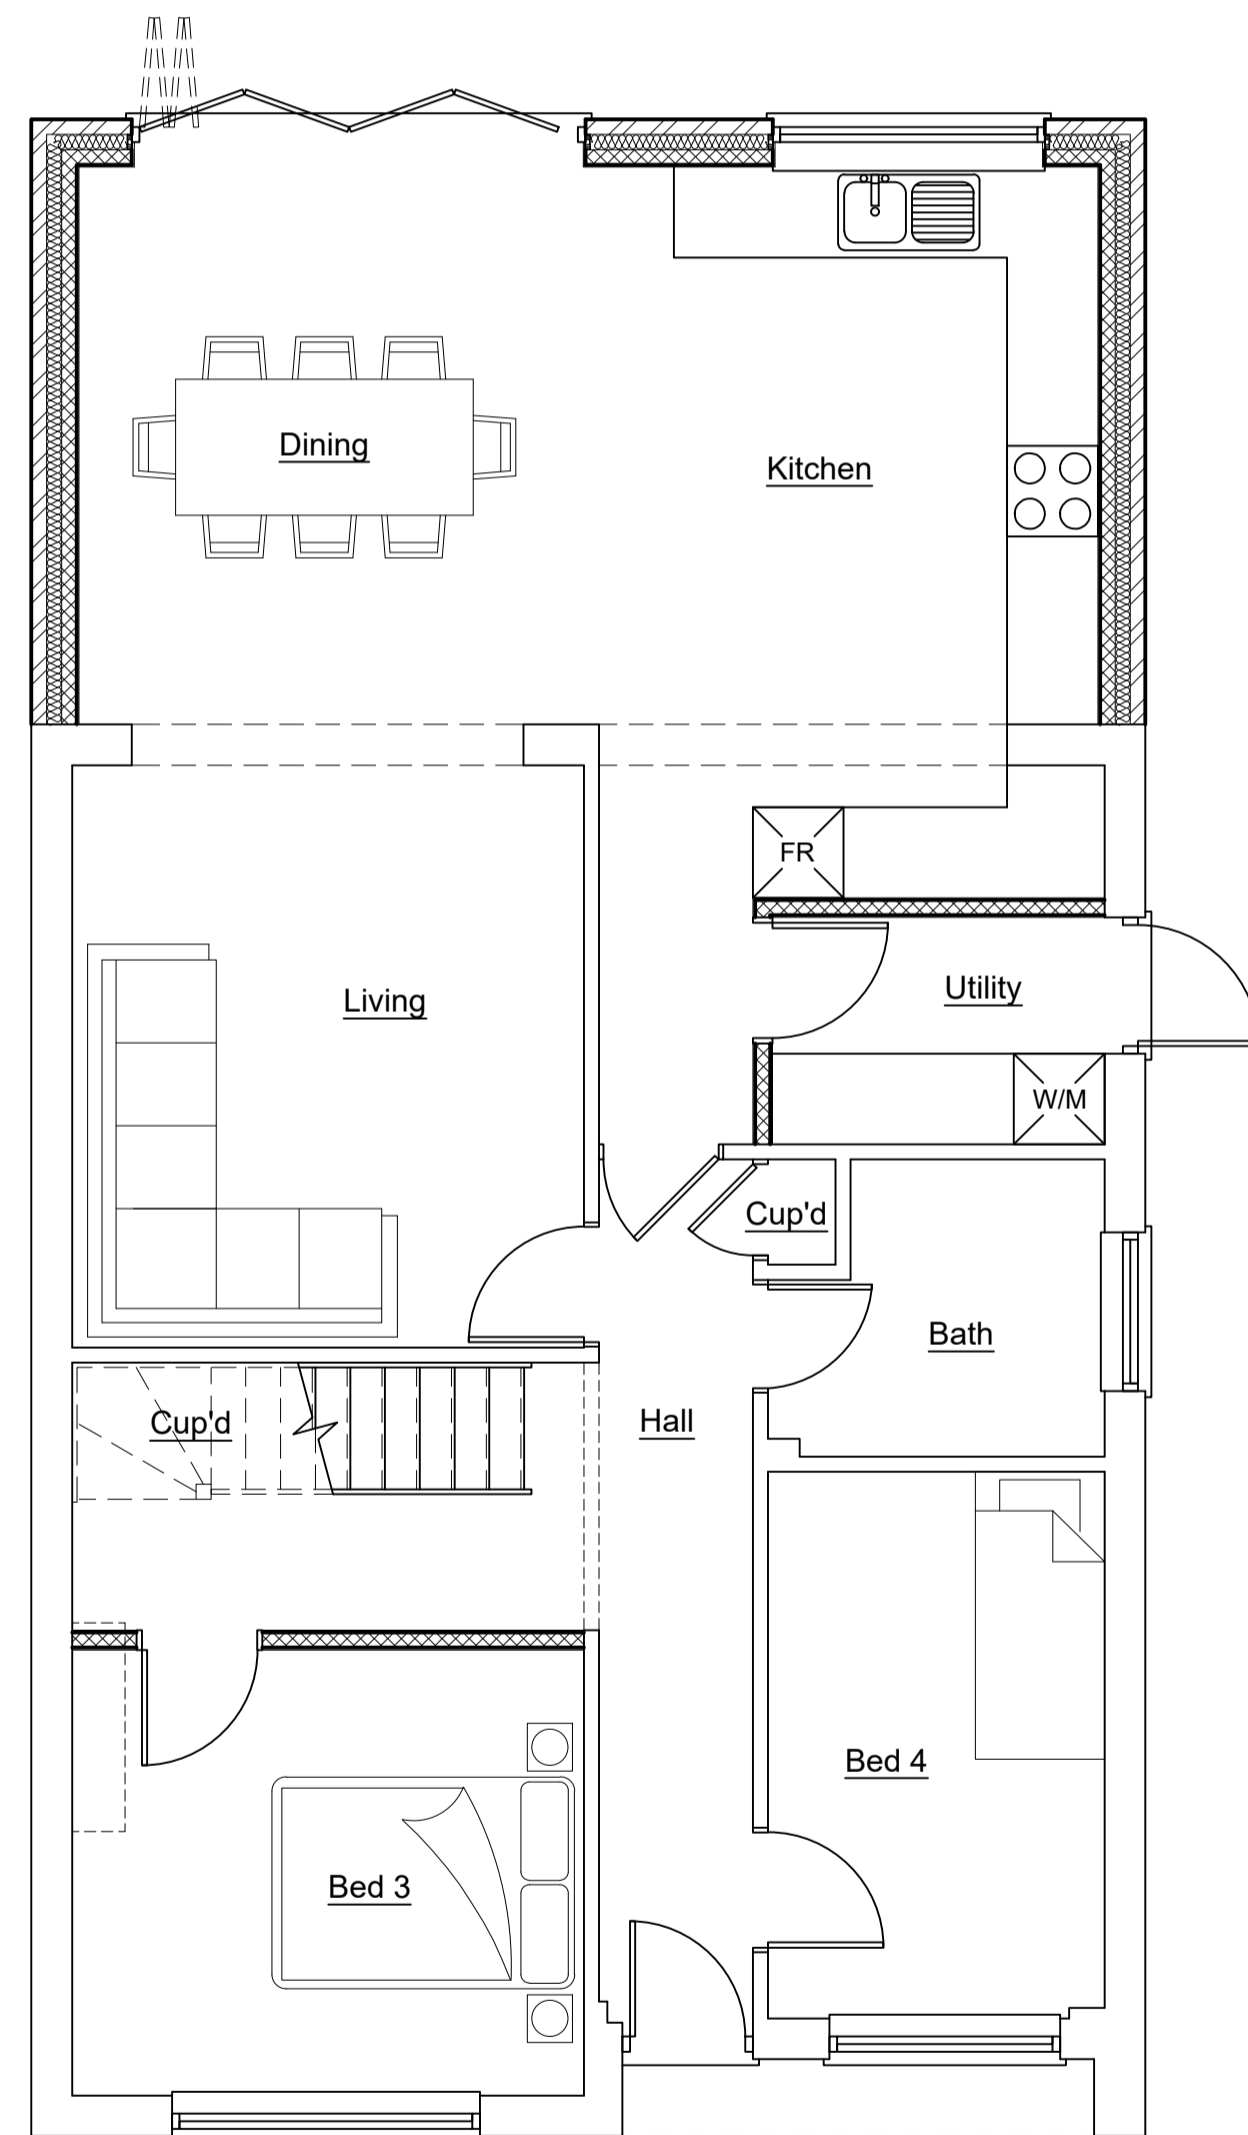 Dining
Kitchen
FR
Utility
Living
W/M
Cup'd
Bath
Hall
Cup'd
Bed 4
Bed 3